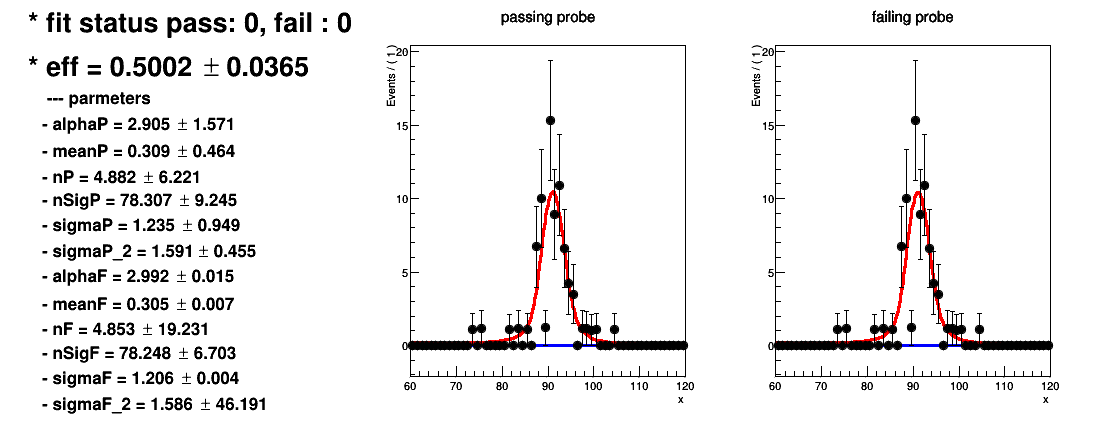 * fit status pass: 0, fail : 0
* eff = 0.5002 ± 0.0365
--- parmeters
- alphaP = 2.905 ± 1.571
- meanP = 0.309 ± 0.464
- nP = 4.882 ± 6.221
- nSigP = 78.307 ± 9.245
- sigmaP = 1.235 ± 0.949
- sigmaP_2 = 1.591 ± 0.455
- alphaF = 2.992 ± 0.015
- meanF = 0.305 ± 0.007
- nF = 4.853 ± 19.231
- nSigF = 78.248 ± 6.703
- sigmaF = 1.206 ± 0.004
- sigmaF_2 = 1.586 ± 46.191
passing probe
Events / ( 1 )
20
15
10
5
0
60 70 80 90 100 110 120
x
failing probe
Events / ( 1 )
20
15
10
5
0
60 70 80 90 100 110 120
x